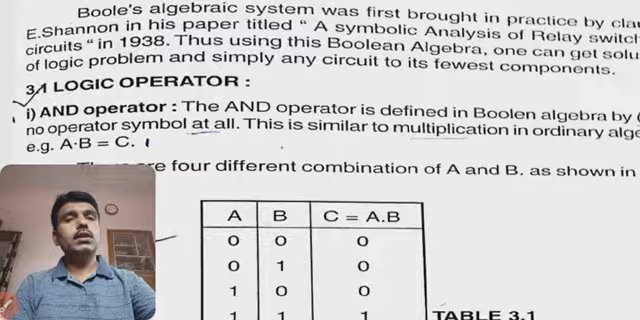 Boole's algebraic system was first brought in practice by
E.Shannon in his paper titled " A symbolic Analysis of Relay
circuits " in 1938. Thus using this Boolean Algebra, one can get
of logic problem and simply any circuit to its fewest components.
3.1 LOGIC OPERATOR :
i) AND operator : The AND operator is defined in Boolen algebra by
no operator symbol at all. This is similar to multiplication in ordinary
e.g. A·B = C.
are four different combination of A and B. as shown in
A B C = A.B
0 0 0
0 1 0
1 0 0
1 1 1 TABLE 3.1